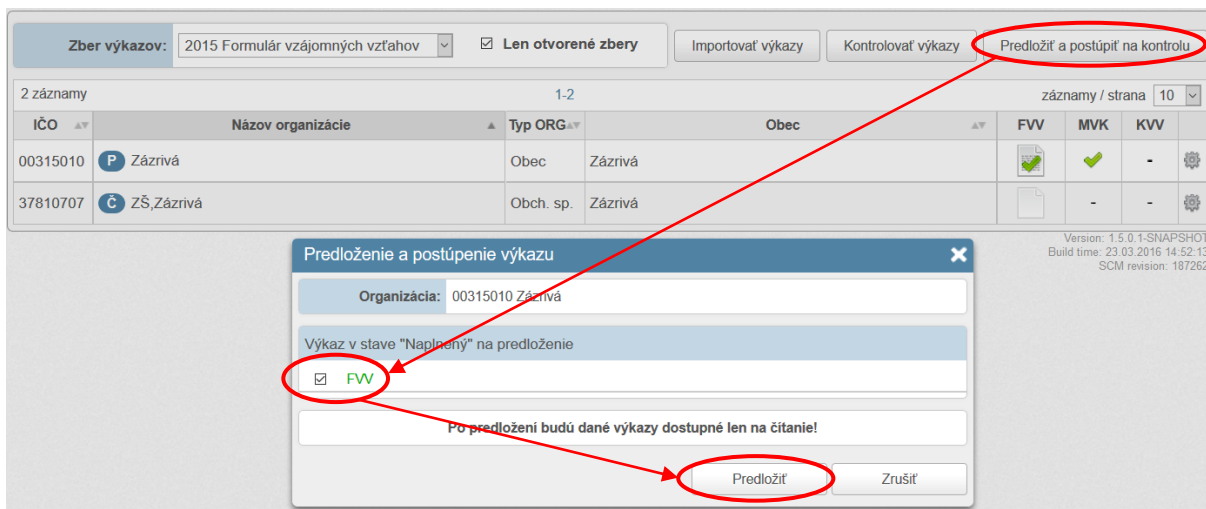 Zber výkazov: 2015 Formulár vzájomných vzťahov Len otvorené zbery Importovať výkazy Kontrolovať výkazy Predložiť a postúpiť na kontrolu
2 záznamy 1-2 záznamy / strana 10
IČO Názov organizácie Typ ORG Obec FVV MVK KVV
00315010 P Zázrivá Obec Zázrivá -
37810707 Č ZŠ,Zázrivá Obch. sp. Zázrivá - -
Version: 1.5.0.1-SNAPSHOT
Build time: 23.03.2016 14:52:13
SCM revision: 187262
Predloženie a postúpenie výkazu
Organizácia: 00315010 Zázrivá
Výkaz v stave "Naplnený" na predloženie
FVV
Po predložení budú dané výkazy dostupné len na čítanie!
Predložiť Zrušiť